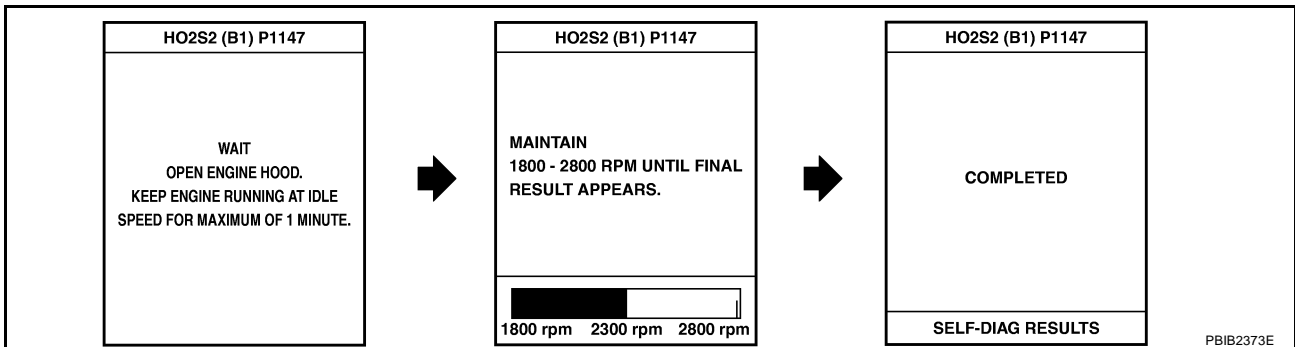 HO2S2 (B1) P1147
WAIT
OPEN ENGINE HOOD.
KEEP ENGINE RUNNING AT IDLE
SPEED FOR MAXIMUM OF 1 MINUTE.
HO2S2 (B1) P1147
MAINTAIN
1800 - 2800 RPM UNTIL FINAL
RESULT APPEARS.
1800 rpm 2300 rpm 2800 rpm
HO2S2 (B1) P1147
COMPLETED
SELF-DIAG RESULTS
PBIB2373E